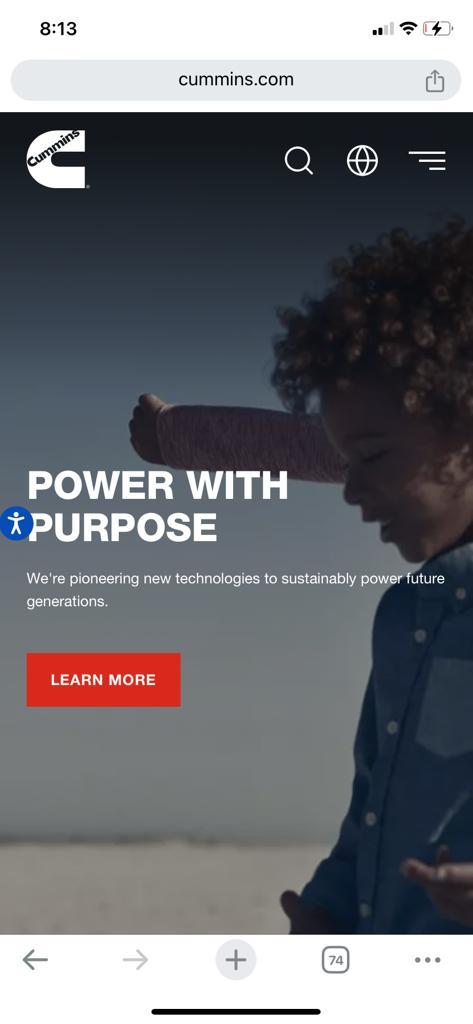 8:13
cummins.com
Cummins
POWER WITH
PURPOSE
We're pioneering new technologies to sustainably power future
generations.
LEARN MORE
74